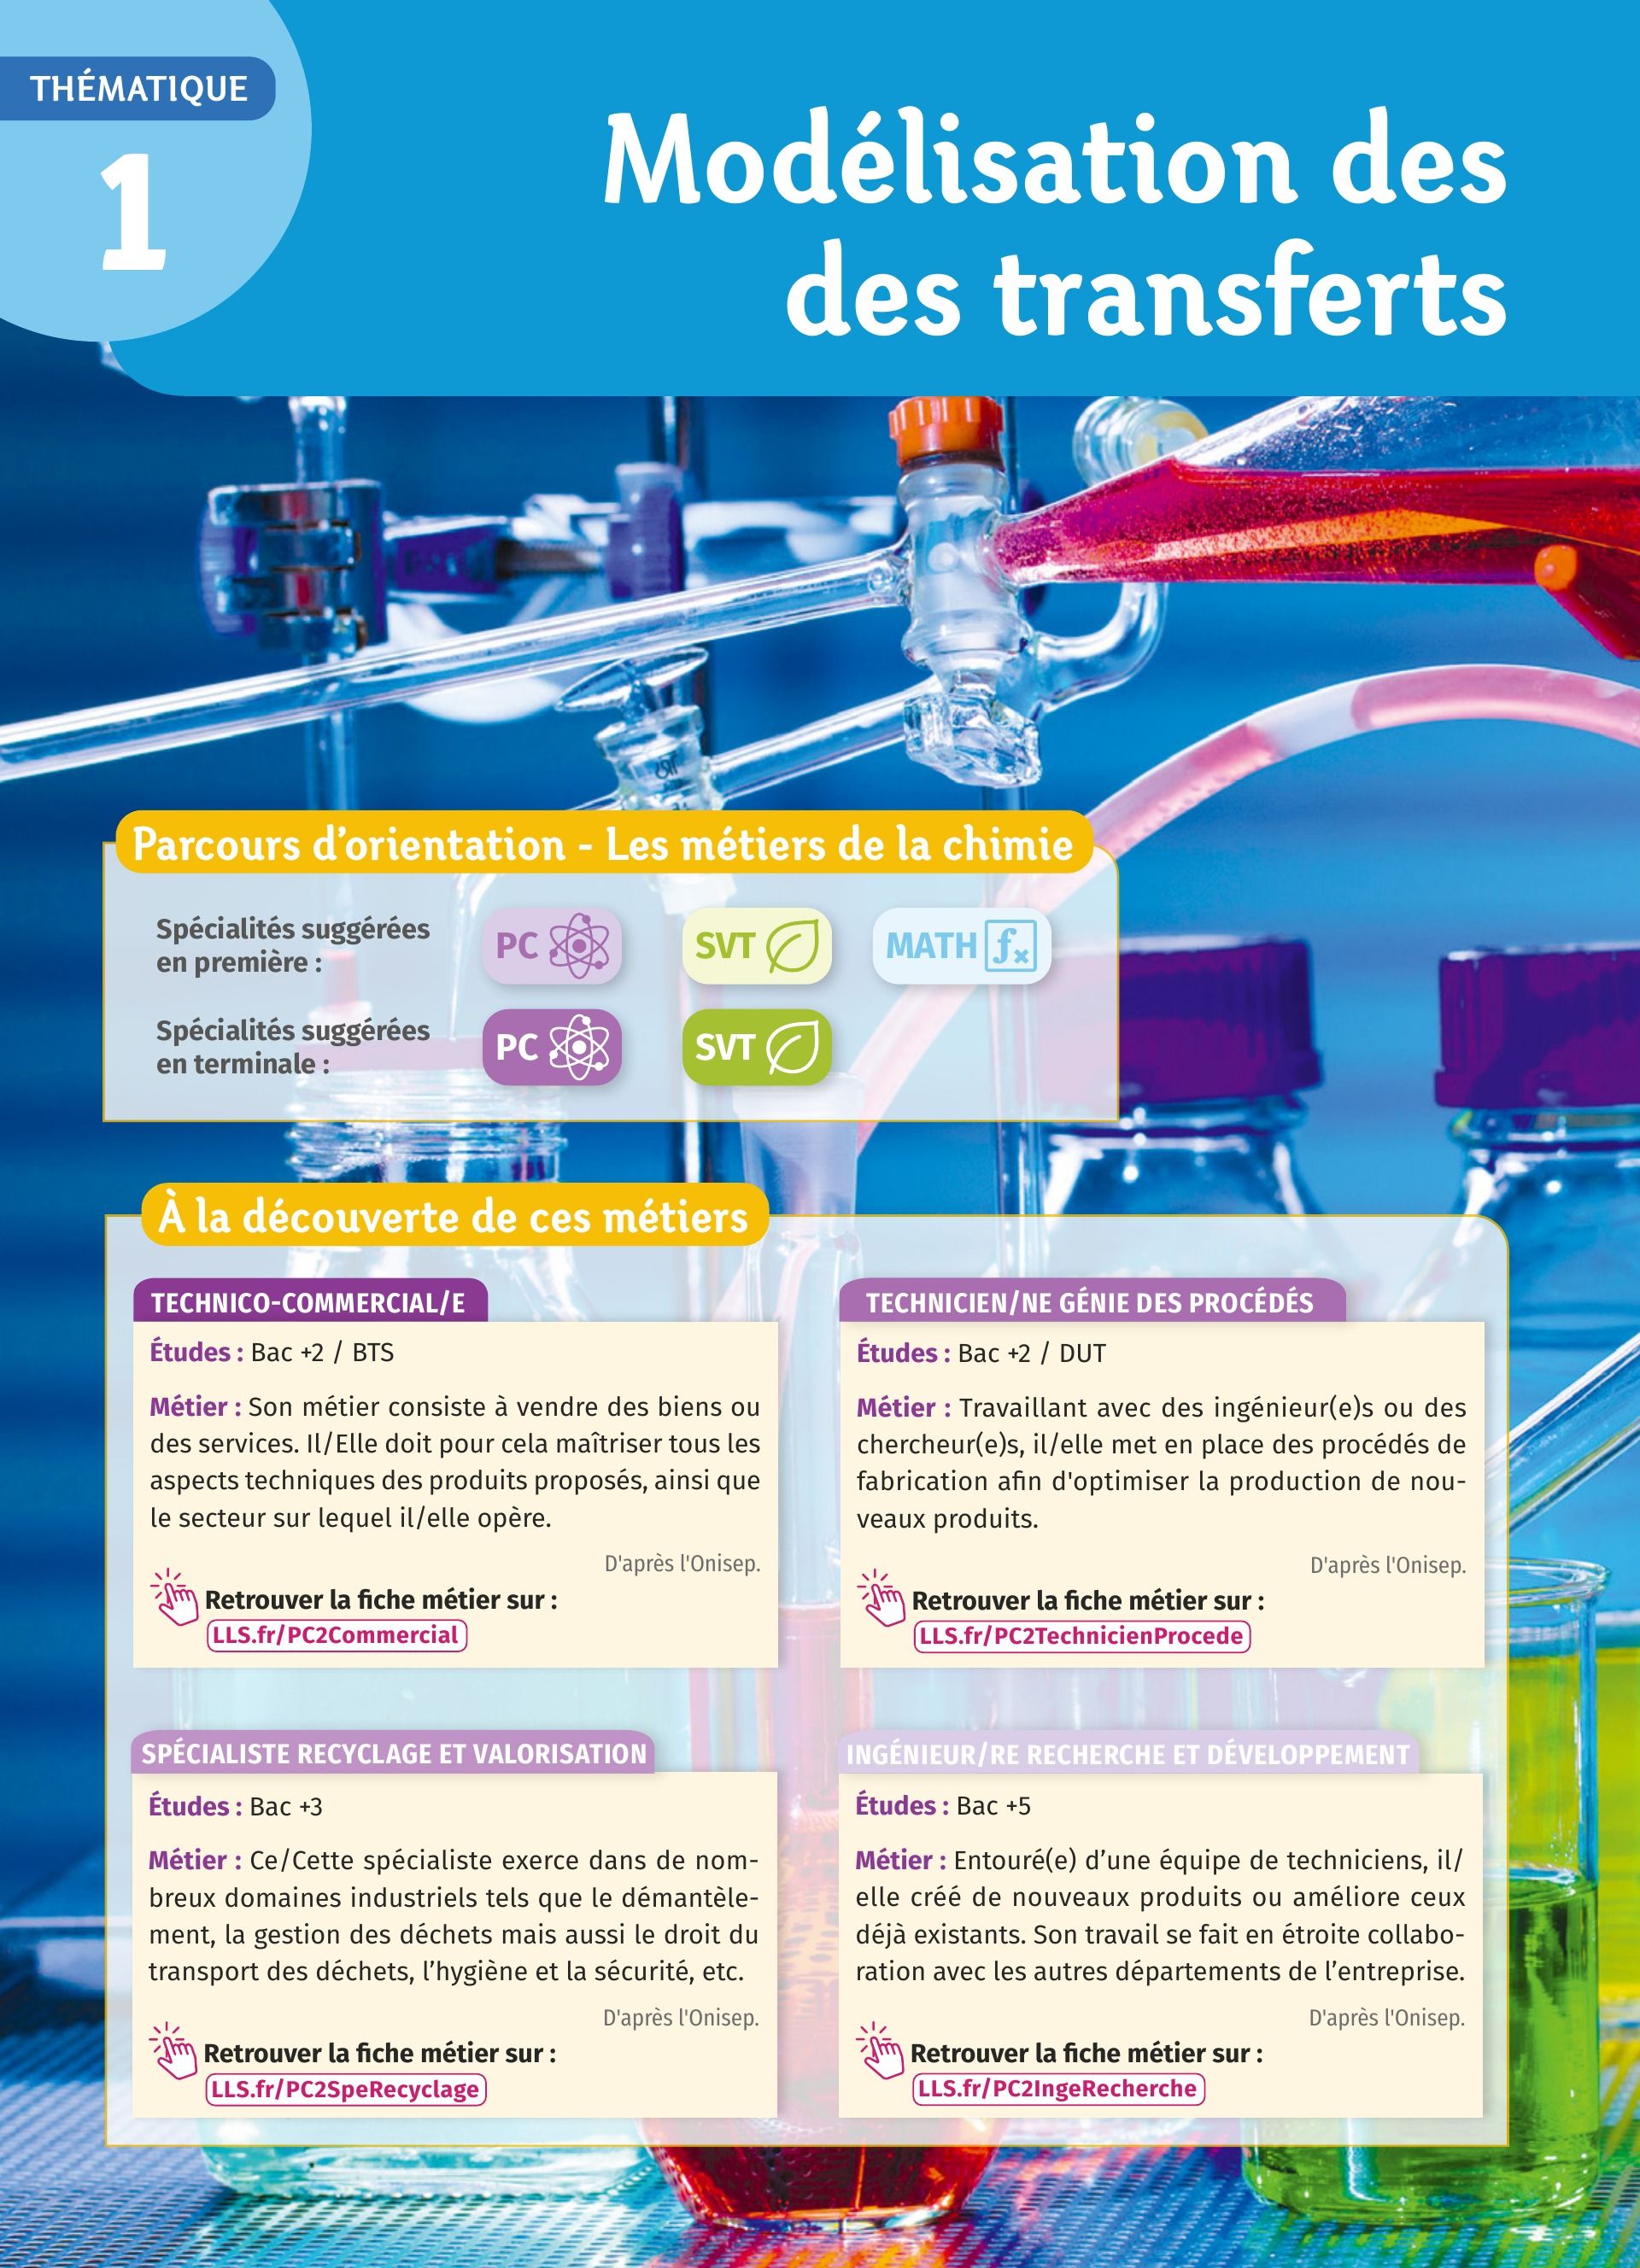 THÉMATIQUE
1
Modélisation des
des transferts
Parcours d’orientation - Les métiers de la chimie
Spécialités suggérées
en première :
PC
SVT
MATH fx
Spécialités suggérées
en terminale :
PC
SVT
À la découverte de ces métiers
TECHNICO-COMMERCIAL/E
Études : Bac +2 / BTS
Métier : Son métier consiste à vendre des biens ou
des services. Il/Elle doit pour cela maîtriser tous les
aspects techniques des produits proposés, ainsi que
le secteur sur lequel il/elle opère.
D'après l'Onisep.
Retrouver la fiche métier sur :
LLS.fr/PC2Commercial
TECHNICIEN/NE GÉNIE DES PROCÉDÉS
Études : Bac +2 / DUT
Métier : Travaillant avec des ingénieur(e)s ou des
chercheur(e)s, il/elle met en place des procédés de
fabrication afin d'optimiser la production de nou-
veaux produits.
D'après l'Onisep.
Retrouver la fiche métier sur :
LLS.fr/PC2TechnicienProcede
SPÉCIALISTE RECYCLAGE ET VALORISATION
Études : Bac +3
Métier : Ce/Cette spécialiste exerce dans de nom-
breux domaines industriels tels que le démantèle-
ment, la gestion des déchets mais aussi le droit du
transport des déchets, l’hygiène et la sécurité, etc.
D'après l'Onisep.
Retrouver la fiche métier sur :
LLS.fr/PC2SpeRecyclage
INGÉNIEUR/RE RECHERCHE ET DÉVELOPPEMENT
Études : Bac +5
Métier : Entouré(e) d’une équipe de techniciens, il/
elle créé de nouveaux produits ou améliore ceux
déjà existants. Son travail se fait en étroite collabo-
ration avec les autres départements de l’entreprise.
D'après l'Onisep.
Retrouver la fiche métier sur :
LLS.fr/PC2IngeRecherche